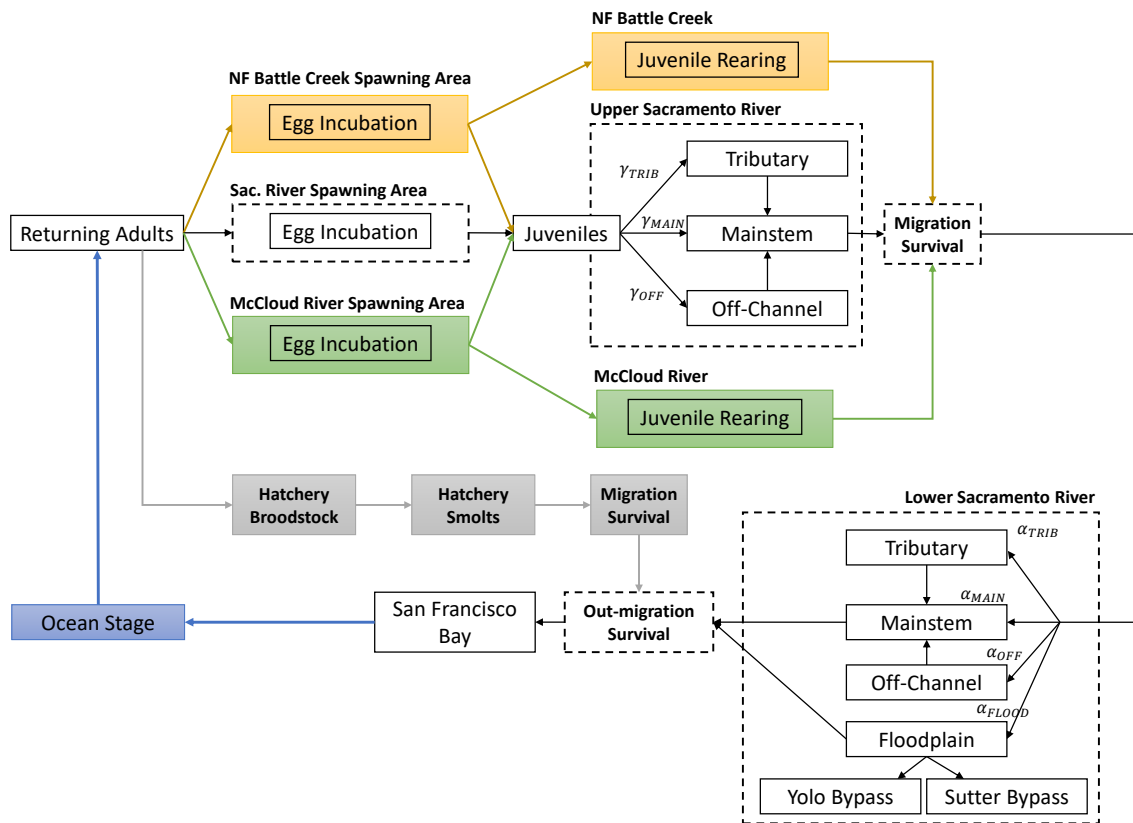 NF Battle Creek
Juvenile Rearing
NF Battle Creek Spawning Area
Egg Incubation
Upper Sacramento River
Tributary
γTRIB
Sac. River Spawning Area
Egg Incubation
Returning Adults
Juveniles
γMAIN
Mainstem
Migration
Survival
γOFF
Off-Channel
McCloud River Spawning Area
Egg Incubation
McCloud River
Juvenile Rearing
Hatchery
Broodstock
Hatchery
Smolts
Migration
Survival
Lower Sacramento River
αTRIB
Tributary
αMAIN
Mainstem
αOFF
Off-Channel
αFLOOD
Floodplain
Yolo Bypass
Sutter Bypass
Out-migration
Survival
San Francisco
Bay
Ocean Stage